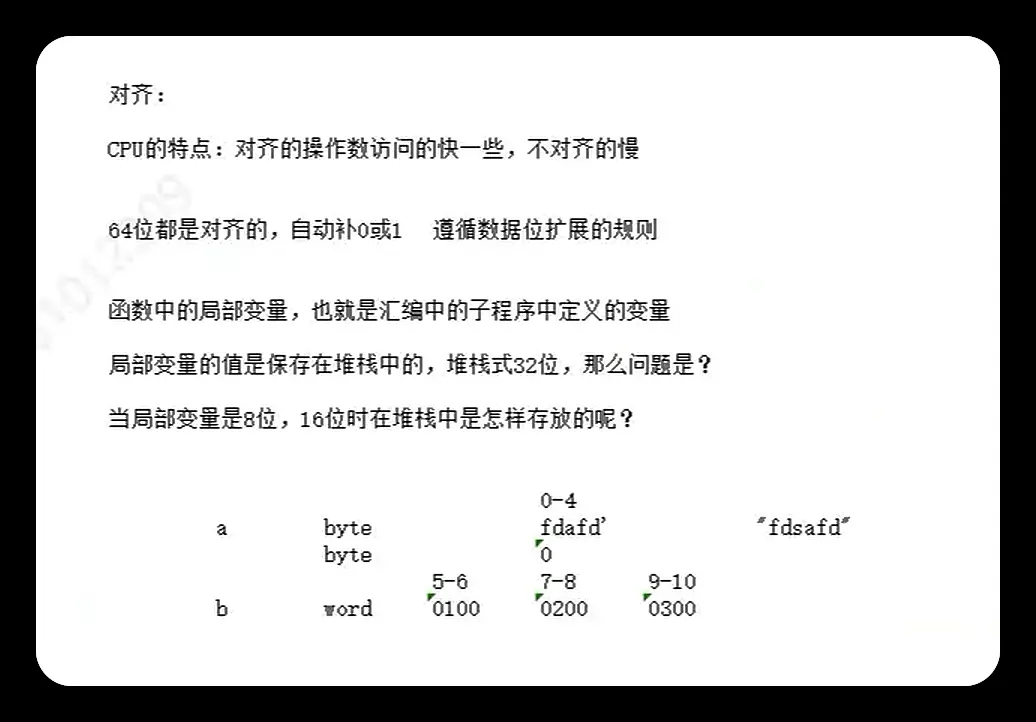 对齐：
CPU的特点：对齐的操作数访问的快一些，不对齐的慢
64位都是对齐的，自动补0或1 遵循数据位扩展的规则
函数中的局部变量，也就是汇编中的子程序中定义的变量
局部变量的值是保存在堆栈中的，堆栈式32位，那么问题是？
当局部变量是8位，16位时在堆栈中是怎样存放的呢？
0-4
a byte fdafd' "fdsafd"
byte 0
5-6 7-8 9-10
b word 0100 0200 0300